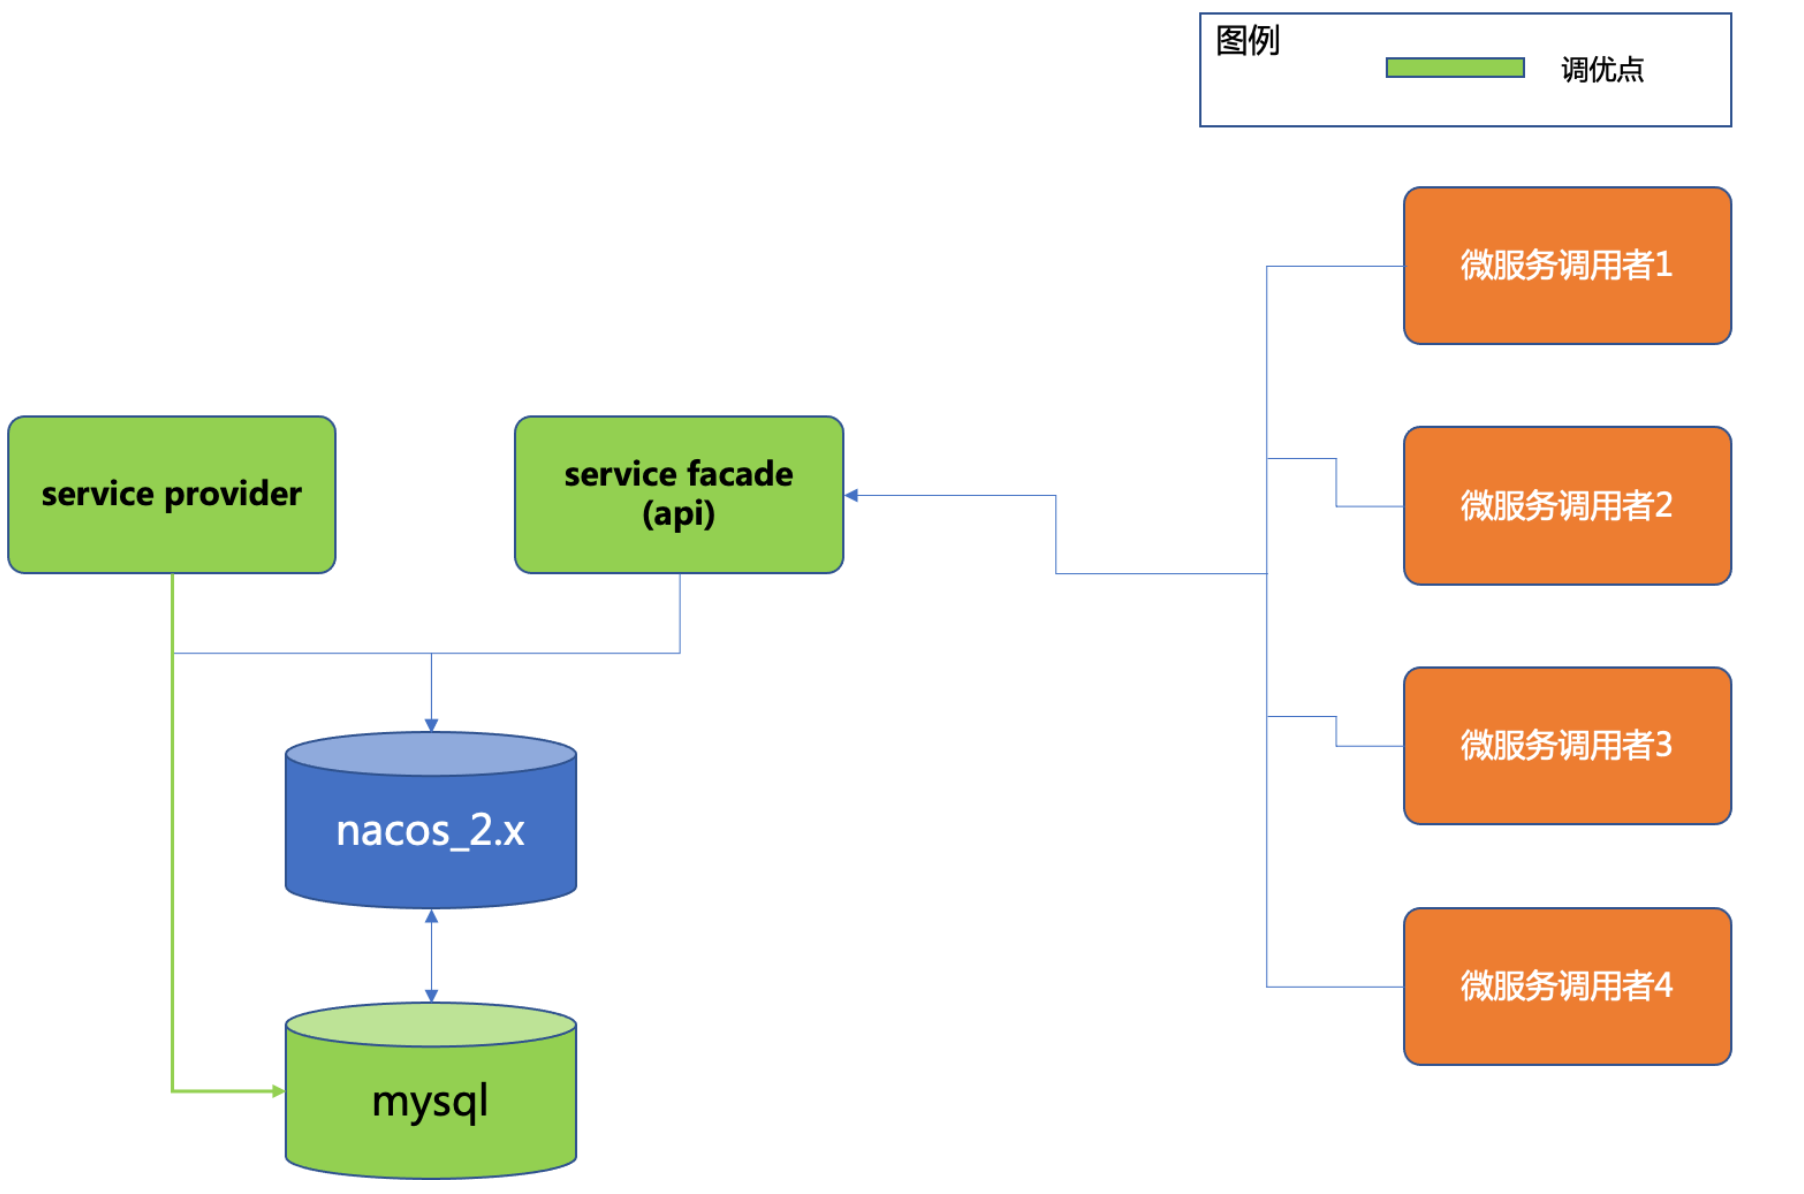 图例
调优点
微服务调用者1
service provider
service facade
(api)
微服务调用者2
微服务调用者3
nacos_2.x
微服务调用者4
mysql